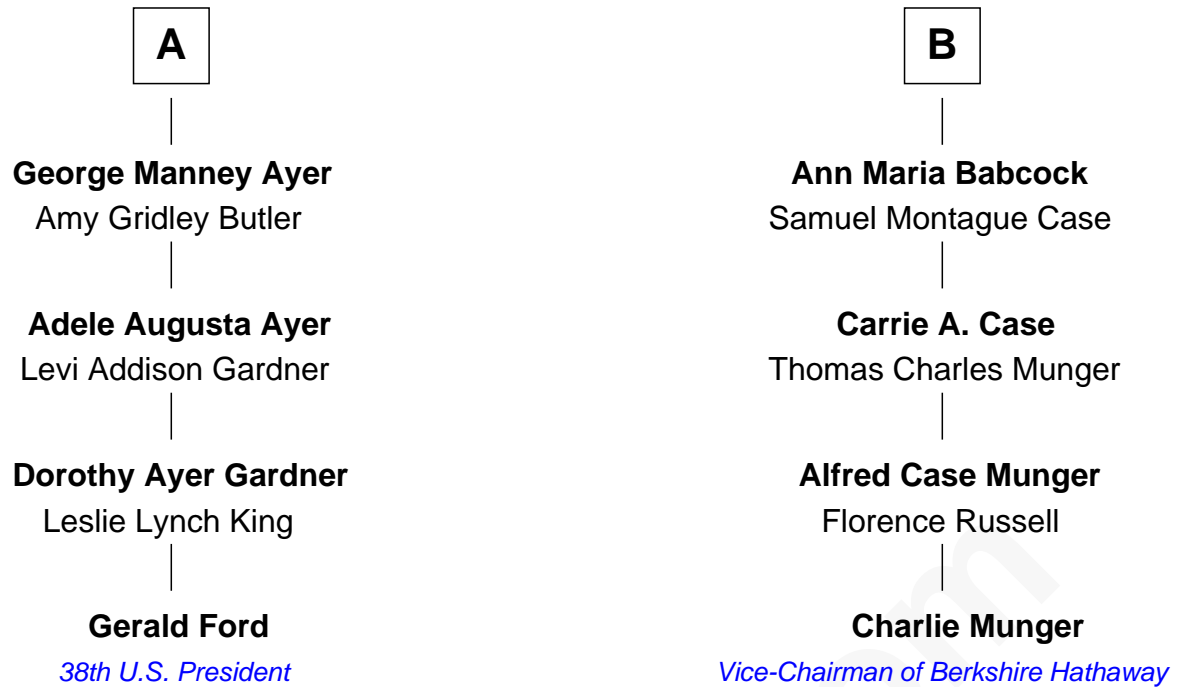 A
George Manney Ayer
Amy Gridley Butler
Adele Augusta Ayer
Levi Addison Gardner
Dorothy Ayer Gardner
Leslie Lynch King
Gerald Ford
38th U.S. President
B
Ann Maria Babcock
Samuel Montague Case
Carrie A. Case
Thomas Charles Munger
Alfred Case Munger
Florence Russell
Charlie Munger
Vice-Chairman of Berkshire Hathaway